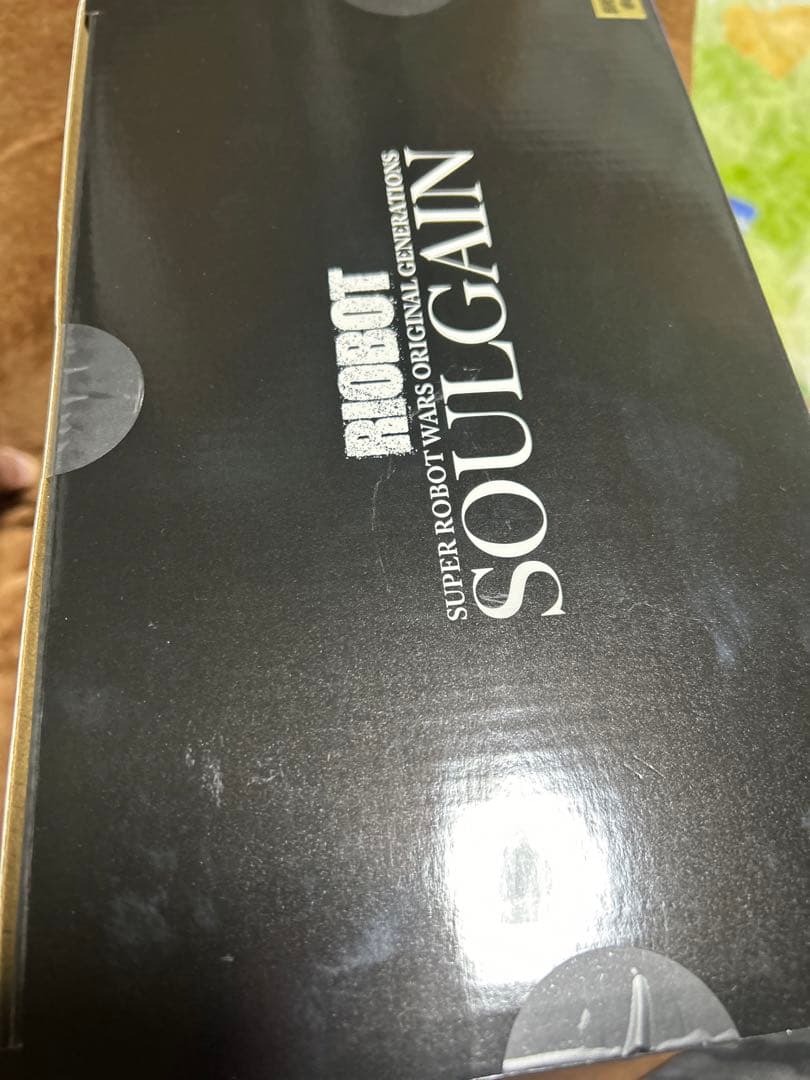 RIOBOT
SUPER ROBOT WARS ORIGINAL GENERATIONS
SOULGAIN